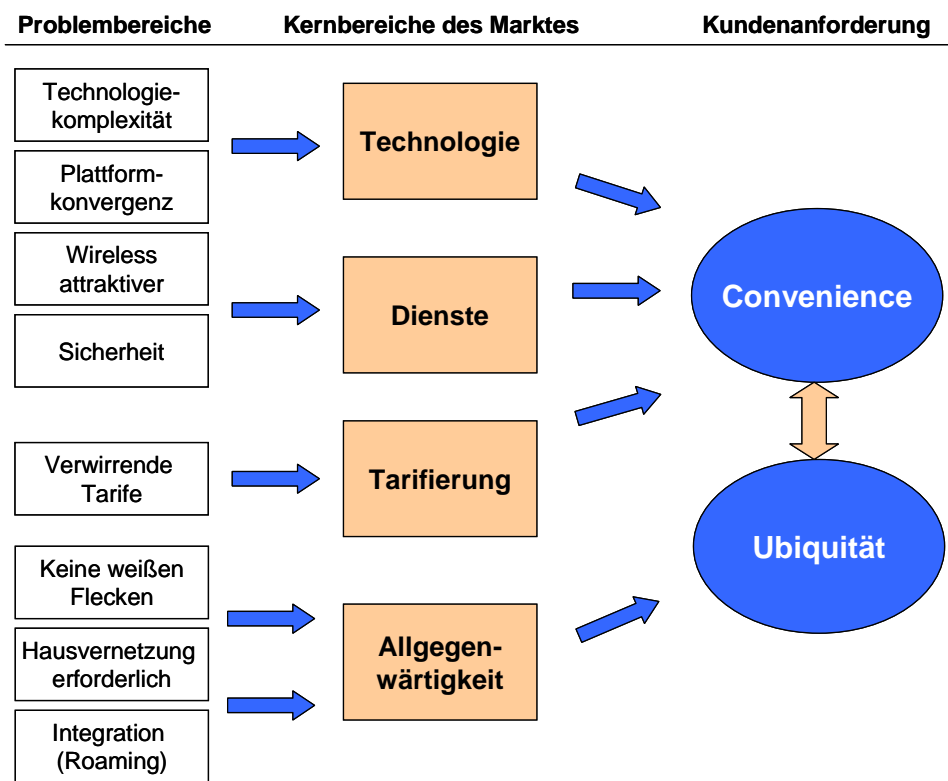 Problembereiche
Kernbereiche des Marktes
Kundenanforderung
Technologie-
komplexität
Plattform-
konvergenz
Wireless
attraktiver
Sicherheit
Verwirrende
Tarife
Keine weißen
Flecken
Hausvernetzung
erforderlich
Integration
(Roaming)
Technologie
Dienste
Tarifierung
Allgegen-
wärtigkeit
Convenience
Ubiquität